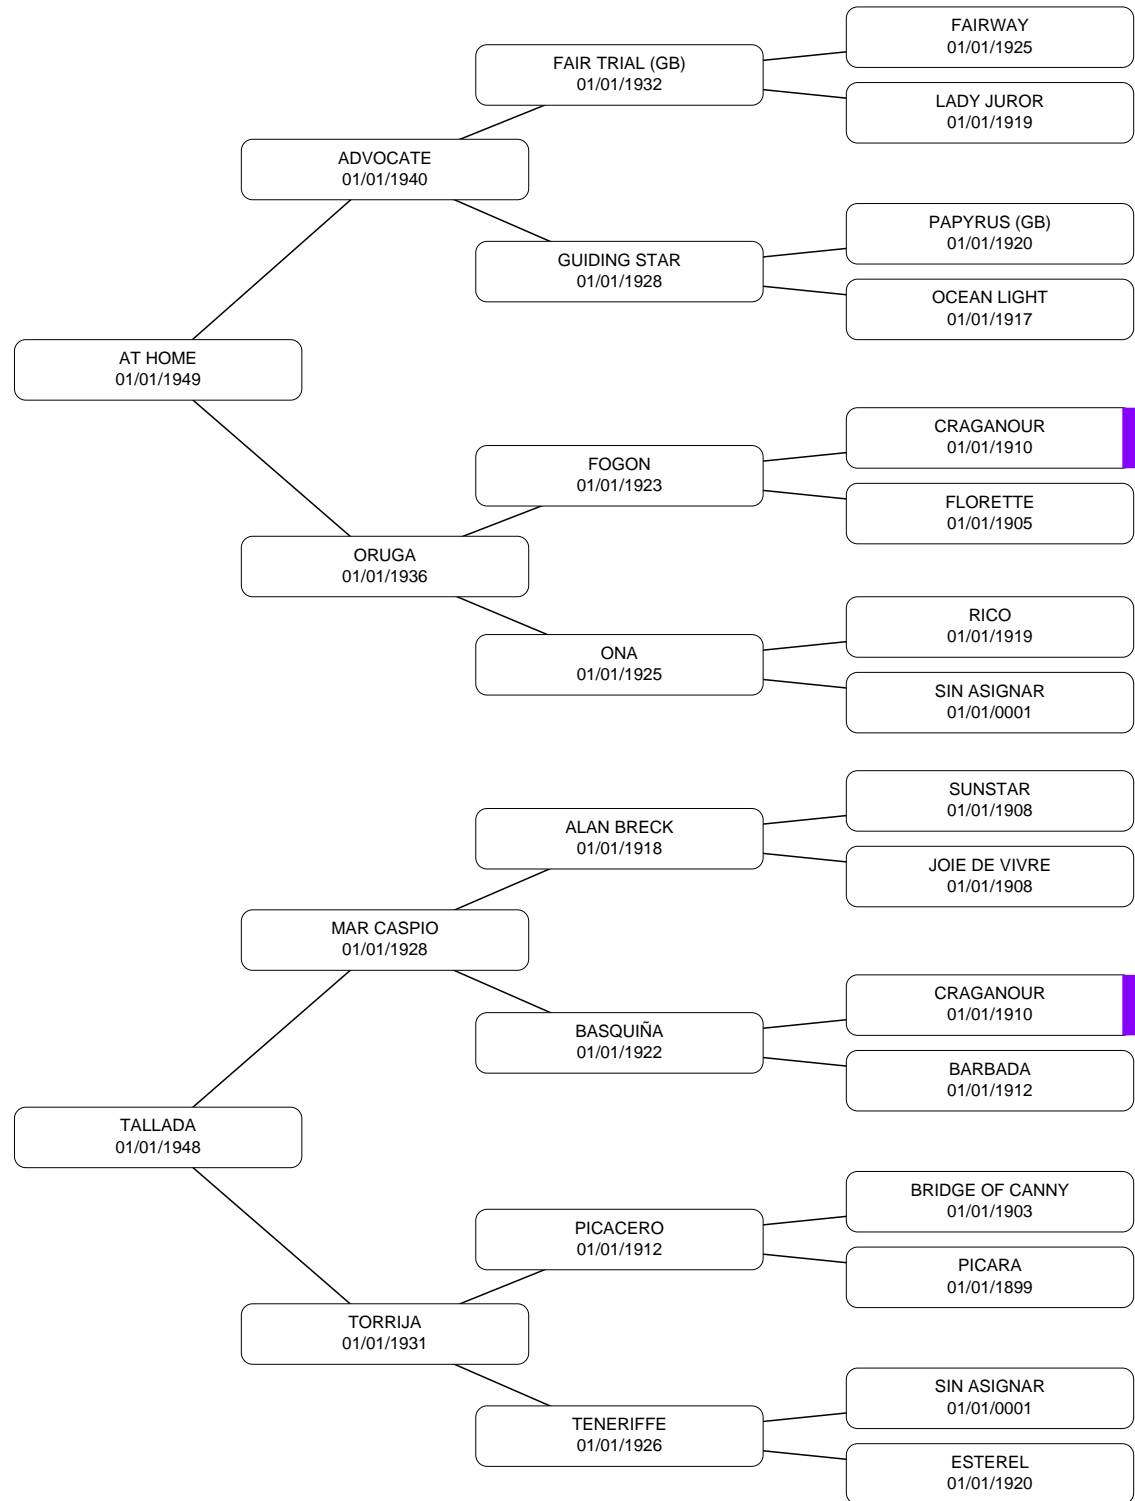 FAIRWAY
01/01/1925
FAIR TRIAL (GB)
01/01/1932
LADY JUROR
01/01/1919
ADVOCATE
01/01/1940
PAPYRUS (GB)
01/01/1920
GUIDING STAR
01/01/1928
OCEAN LIGHT
01/01/1917
AT HOME
01/01/1949
CRAGANOUR
01/01/1910
FOGON
01/01/1923
FLORETTE
01/01/1905
ORUGA
01/01/1936
RICO
01/01/1919
ONA
01/01/1925
SIN ASIGNAR
01/01/0001
SUNSTAR
01/01/1908
ALAN BRECK
01/01/1918
JOIE DE VIVRE
01/01/1908
MAR CASPIO
01/01/1928
CRAGANOUR
01/01/1910
BASQUIÑA
01/01/1922
BARBADA
01/01/1912
TALLADA
01/01/1948
BRIDGE OF CANNY
01/01/1903
PICACERO
01/01/1912
PICARA
01/01/1899
TORRIJA
01/01/1931
SIN ASIGNAR
01/01/0001
TENERIFFE
01/01/1926
ESTEREL
01/01/1920